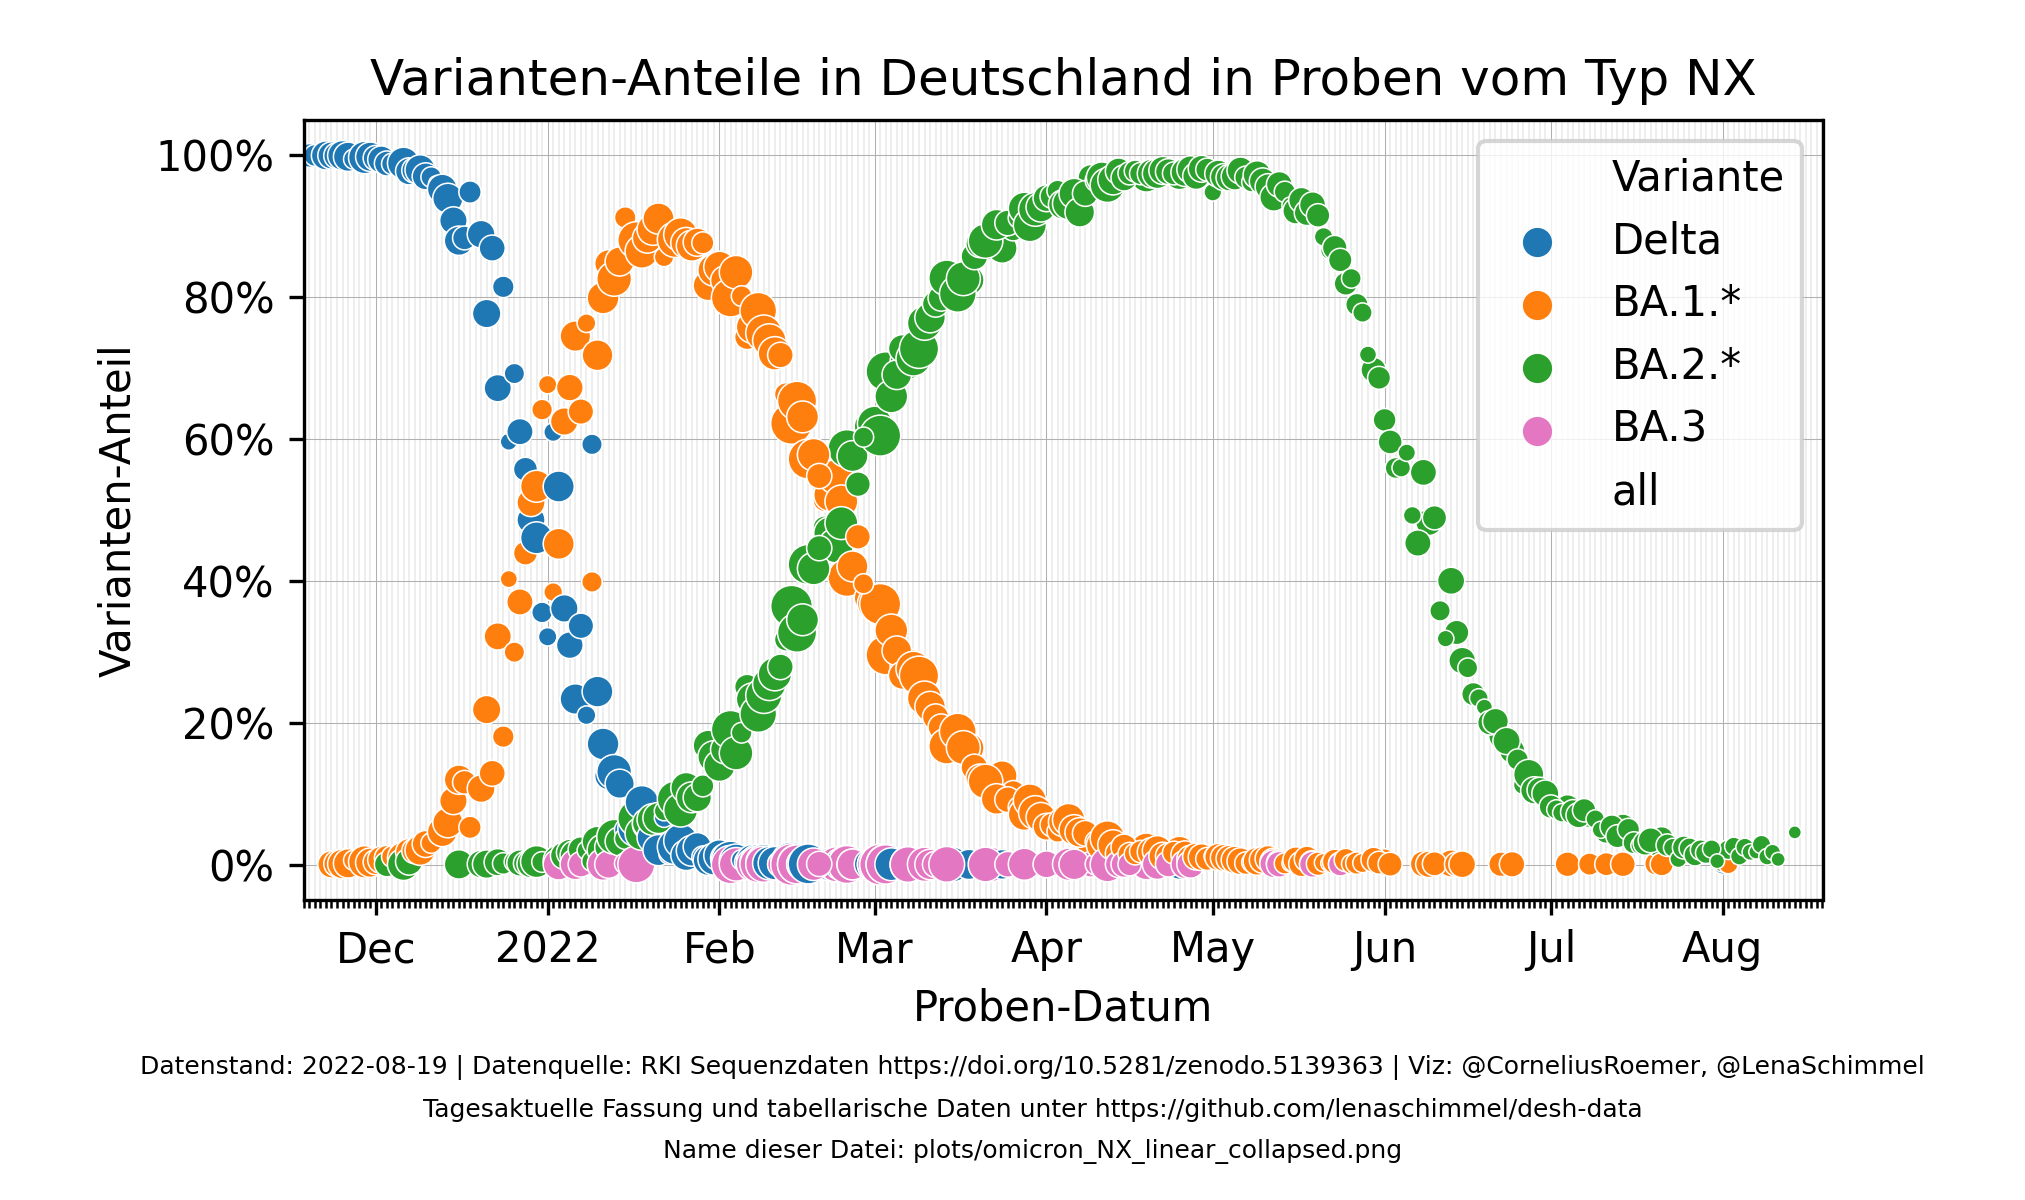 Varianten-Anteile in Deutschland in Proben vom Typ NX
100%
80%
60%
40%
20%
0%
Varianten-Anteil
Variante
Delta
BA.1.*
BA.2.*
BA.3
all
Dec
2022
Feb
Mar
Apr
May
Jun
Jul
Aug
Proben-Datum
Datenstand: 2022-08-19 | Datenquelle: RKI Sequenzdaten https://doi.org/10.5281/zenodo.5139363 | Viz: @CorneliusRoemer, @LenaSchimmel
Tagesaktuelle Fassung und tabellarische Daten unter https://github.com/lenaschimmel/desh-data
Name dieser Datei: plots/omicron_NX_linear_collapsed.png